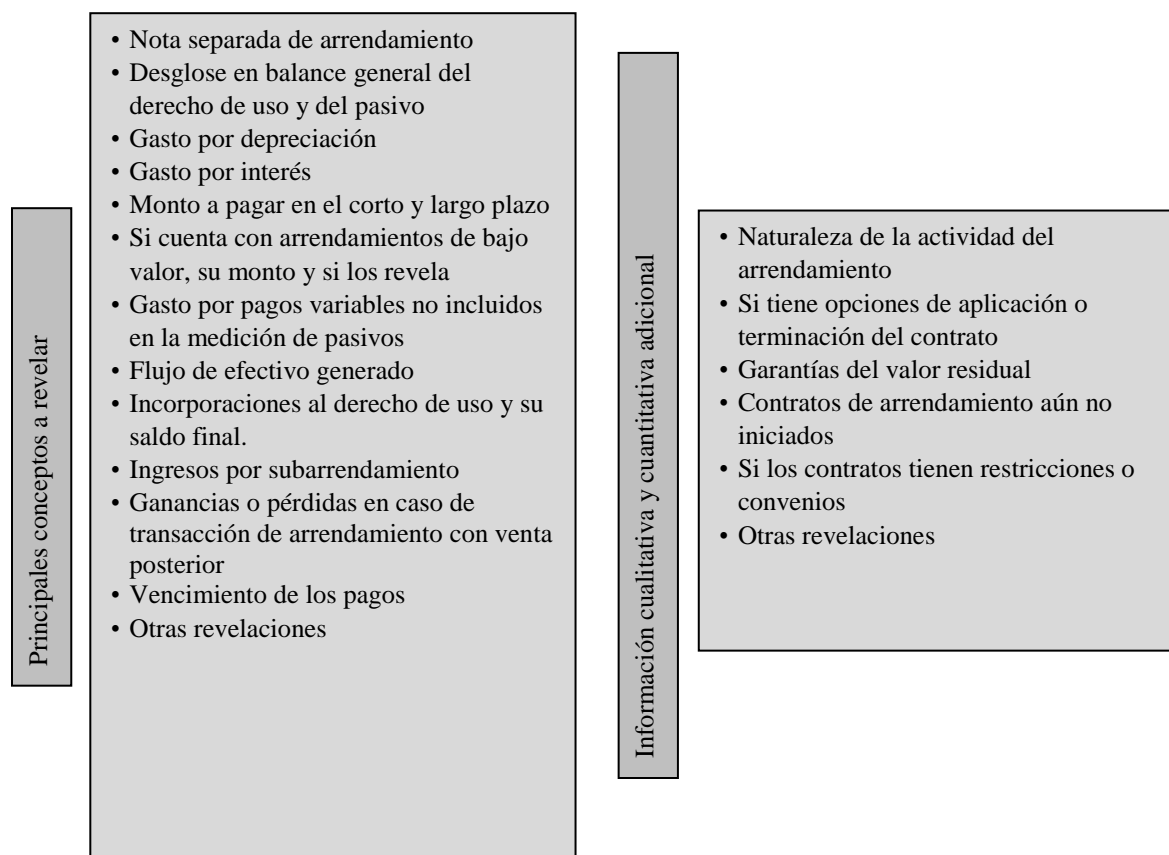 Principales conceptos a revelar
• Nota separada de arrendamiento
• Desglose en balance general del
derecho de uso y del pasivo
• Gasto por depreciación
• Gasto por interés
• Monto a pagar en el corto y largo plazo
• Si cuenta con arrendamientos de bajo
valor, su monto y si los revela
• Gasto por pagos variables no incluidos
en la medición de pasivos
• Flujo de efectivo generado
• Incorporaciones al derecho de uso y su
saldo final.
• Ingresos por subarrendamiento
• Ganancias o pérdidas en caso de
transacción de arrendamiento con venta
posterior
• Vencimiento de los pagos
• Otras revelaciones
Información cualitativa y cuantitativa adicional
• Naturaleza de la actividad del
arrendamiento
• Si tiene opciones de aplicación o
terminación del contrato
• Garantías del valor residual
• Contratos de arrendamiento aún no
iniciados
• Si los contratos tienen restricciones o
convenios
• Otras revelaciones